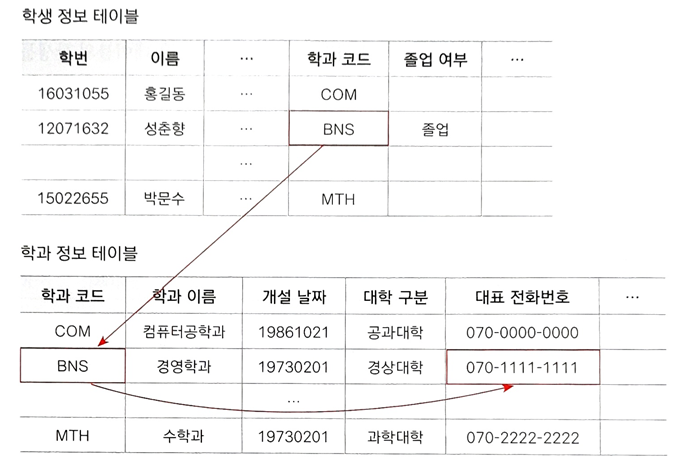 학생 정보 테이블
학번 이름 … 학과 코드 졸업 여부 …
16031055 홍길동 … COM
12071632 성춘향 … BNS 졸업
…
15022655 박문수 … MTH
학과 정보 테이블
학과 코드 학과 이름 개설 날짜 대학 구분 대표 전화번호 …
COM 컴퓨터공학과 19861021 공과대학 070-0000-0000
BNS 경영학과 19730201 경상대학 070-1111-1111
…
MTH 수학과 19730201 과학대학 070-2222-2222